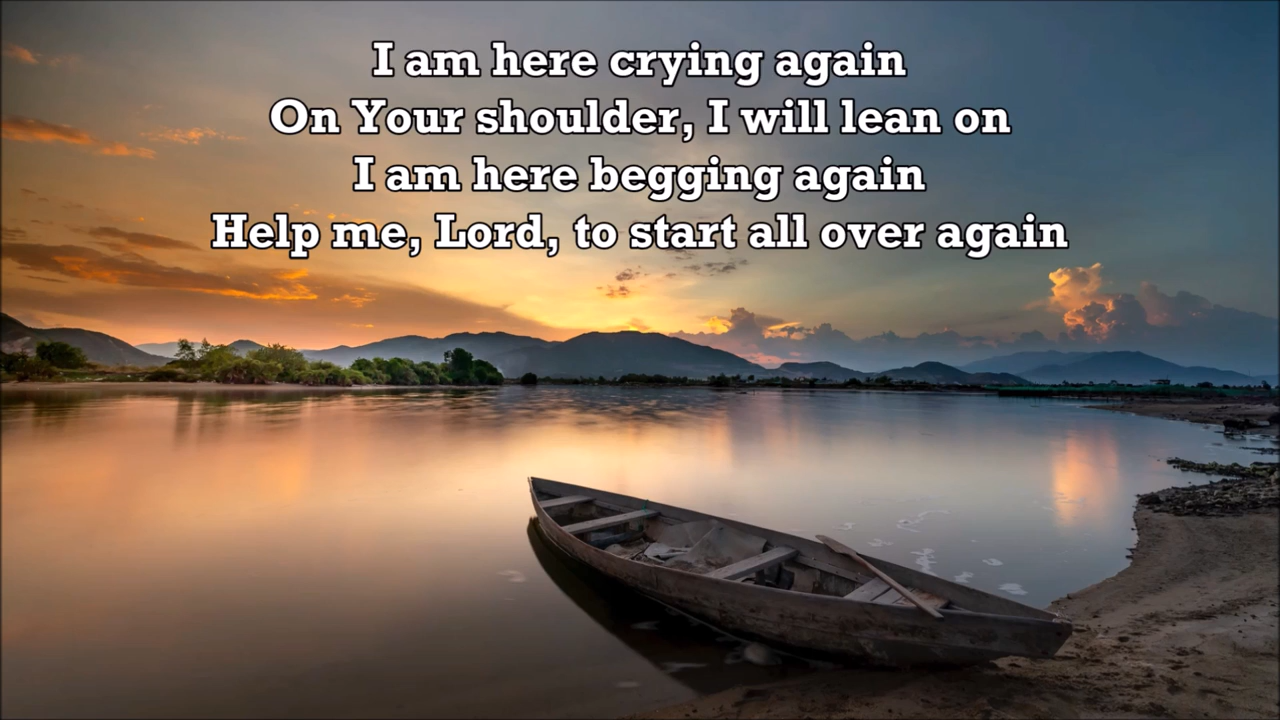 I am here crying again
On Your shoulder, I will lean on
I am here begging again
Help me, Lord, to start all over again